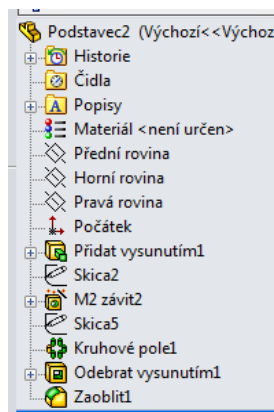 Podstavec2 (Výchozí<<Výchoz
Historie
Čidla
Popisy
Materiál <není určen>
Přední rovina
Horní rovina
Pravá rovina
Počátek
Přidat vysunutím1
Skica2
M2 závit2
Skica5
Kruhové pole1
Odebrat vysunutím1
Zaoblit1